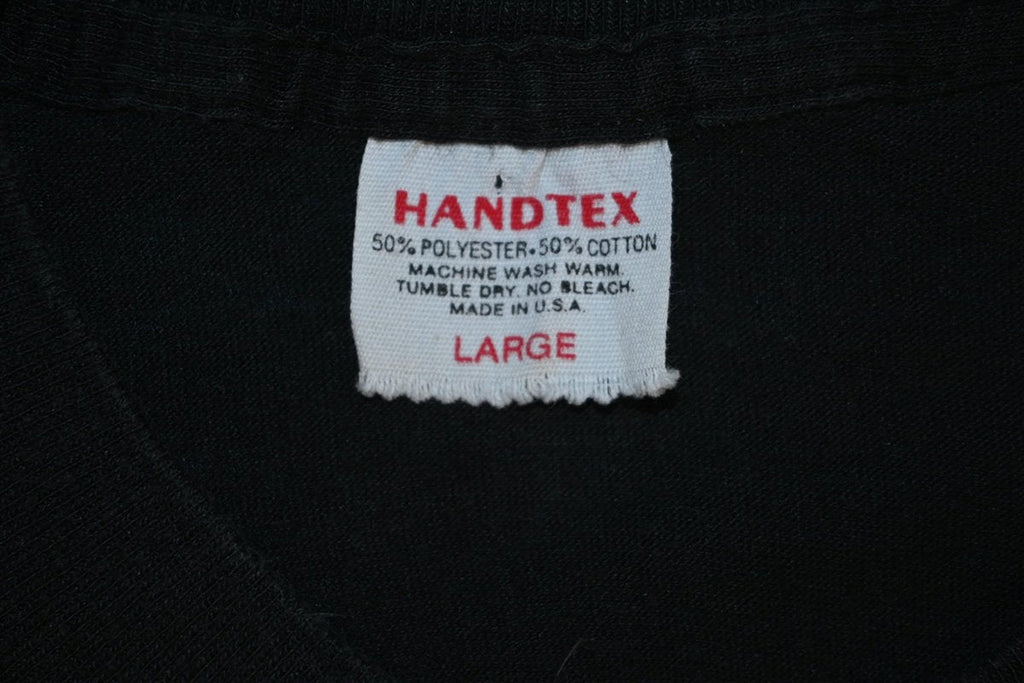 HANDTEX
50% POLYESTER • 50% COTTON
MACHINE WASH WARM.
TUMBLE DRY. NO BLEACH.
MADE IN U.S.A.
LARGE